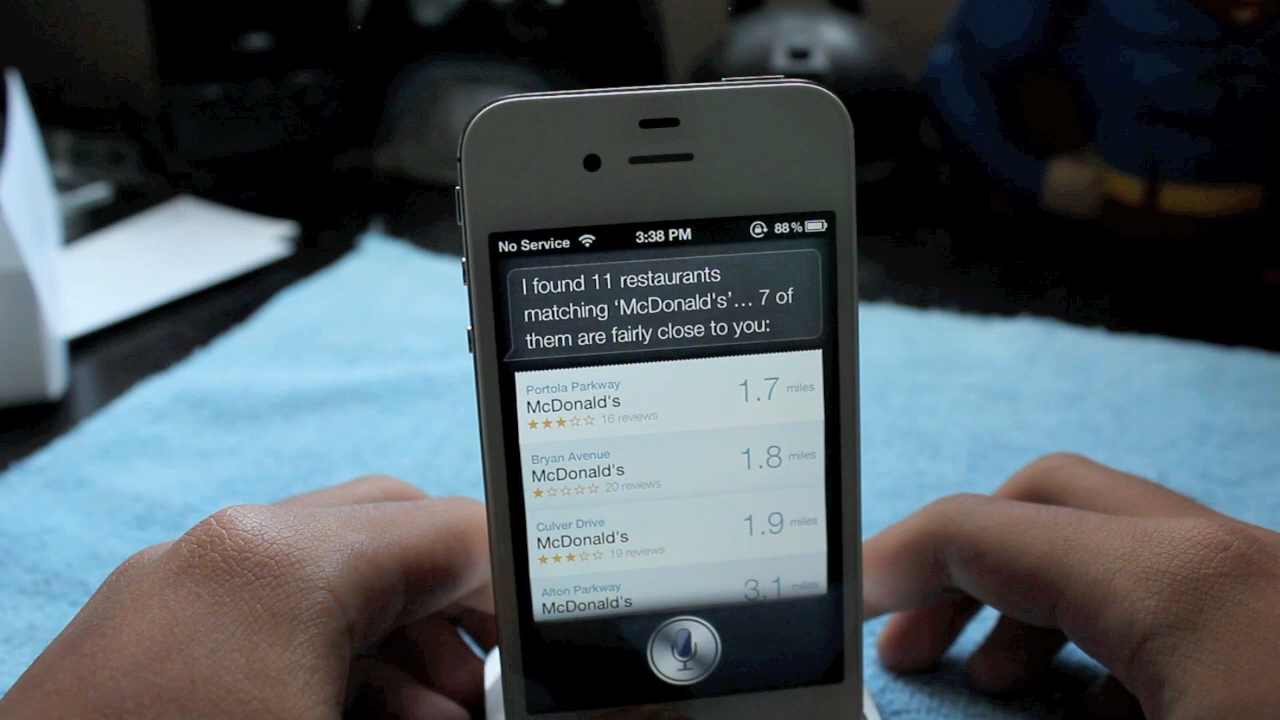 No Service 3:38 PM 88%
I found 11 restaurants
matching ‘McDonald's’... 7 of
them are fairly close to you:
Portola Parkway
McDonald's 1.7 miles
16 reviews
Bryan Avenue
McDonald's 1.8 miles
20 reviews
Culver Drive
McDonald's 1.9 miles
19 reviews
Alton Parkway
McDonald's 3.1 miles